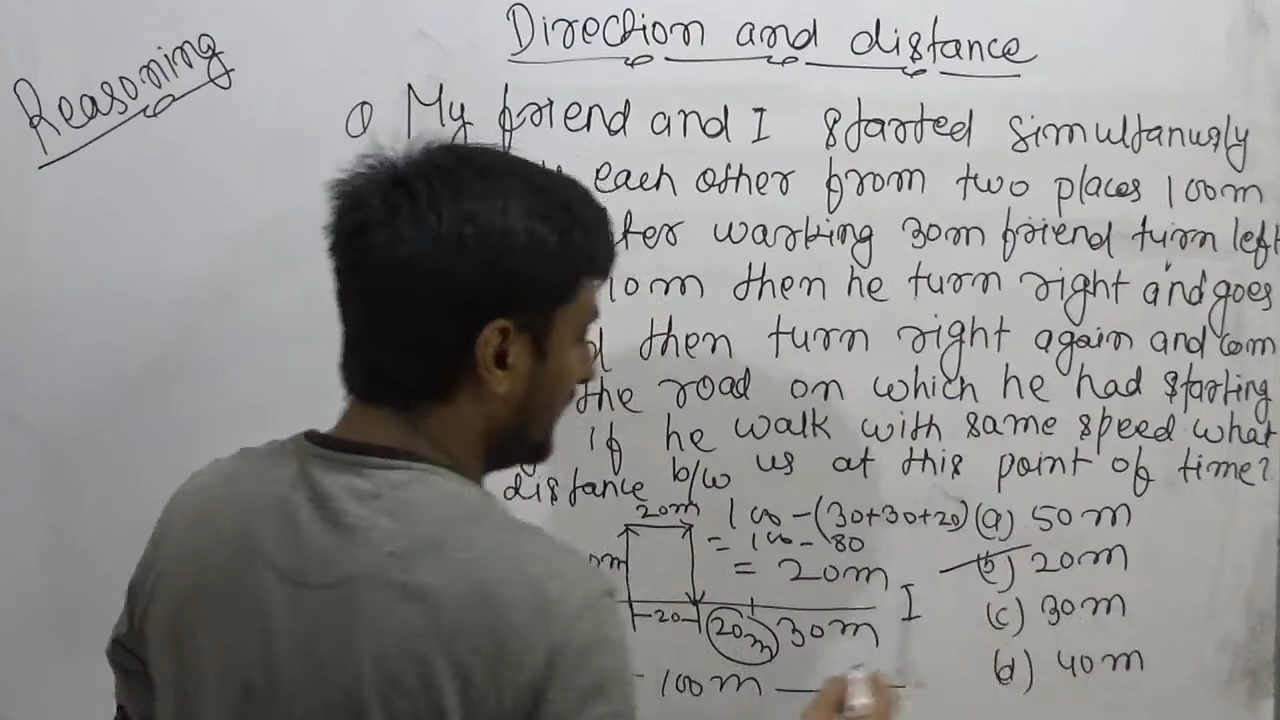 Direction and distance
Reasoning
My friend and I started simultanusly
each other from two places 100m
ter warking 30m friend turn left
10m then he turn right and goes
then turn right again and com
the road on which he had starting
if he walk with same speed what
distance b/w us at this point of time?
20m 100-(30+30+20) (a) 50m
= 100-80
= 20m (b) 20m
I (c) 30m
20 20m 30m
100m (d) 40m